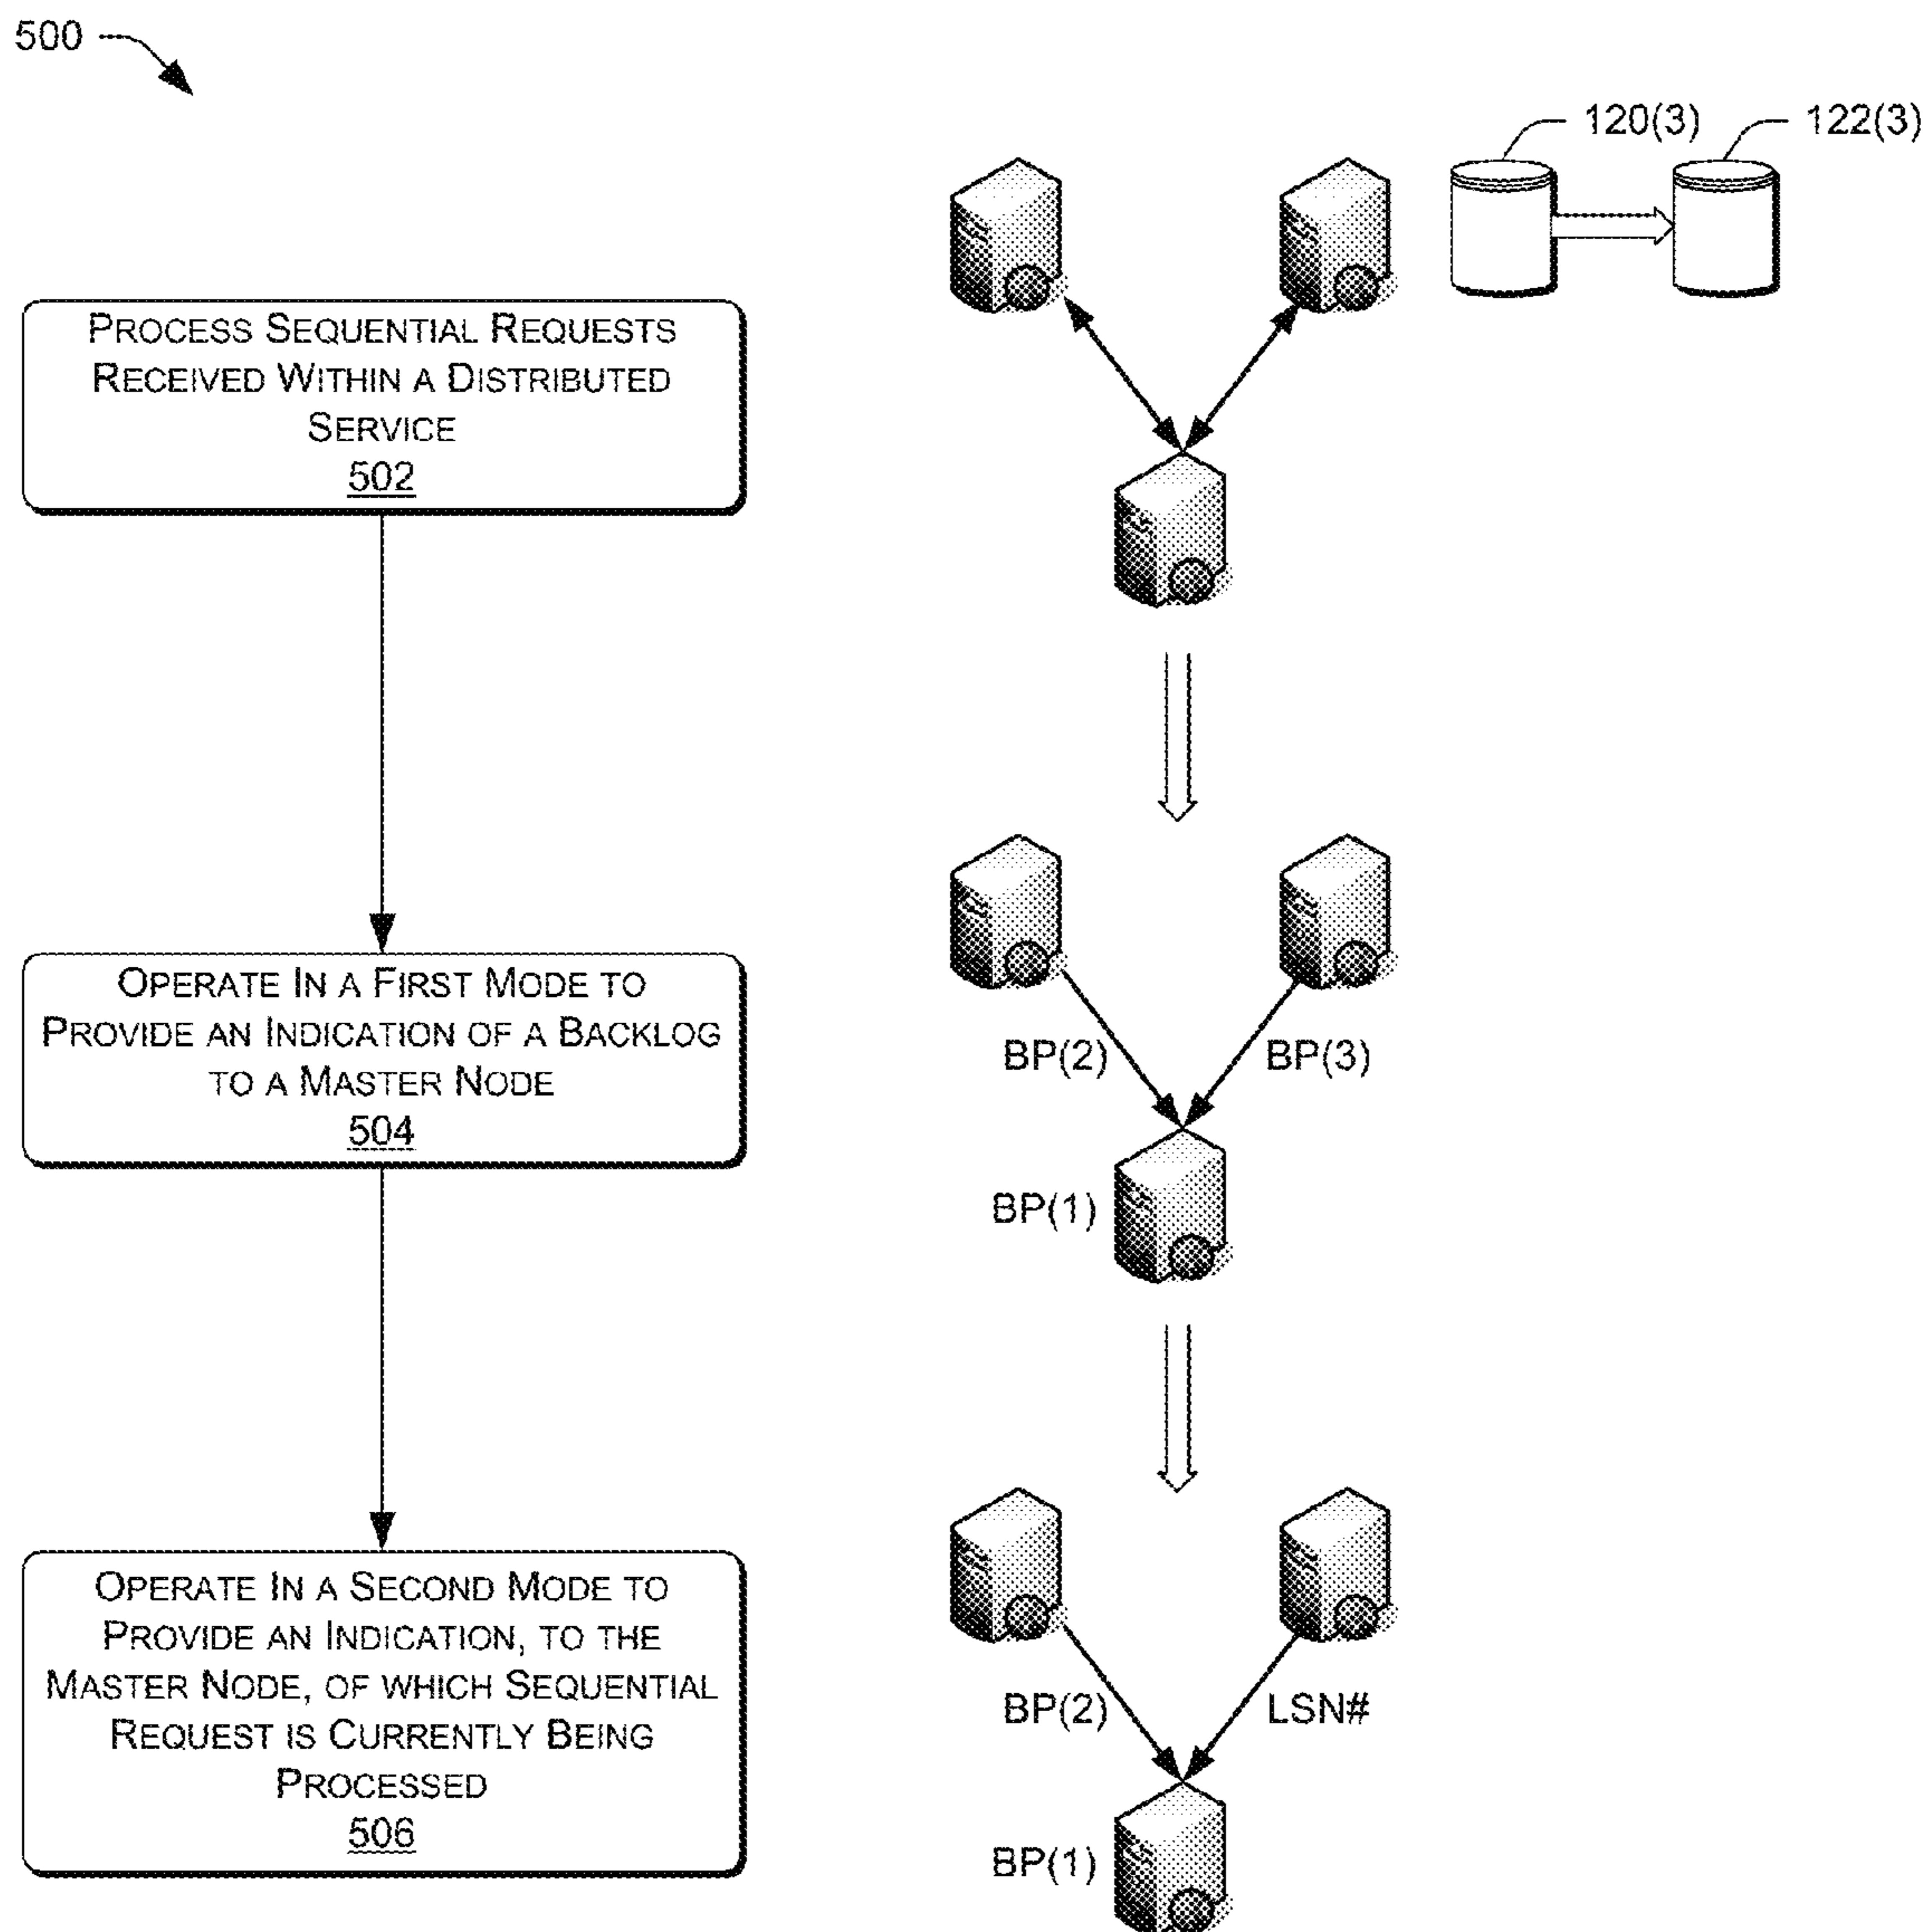 500
120(3)
122(3)
PROCESS SEQUENTIAL REQUESTS
RECEIVED WITHIN A DISTRIBUTED
SERVICE
502
OPERATE IN A FIRST MODE TO
PROVIDE AN INDICATION OF A BACKLOG
TO A MASTER NODE
504
BP(2)
BP(3)
BP(1)
OPERATE IN A SECOND MODE TO
PROVIDE AN INDICATION, TO THE
MASTER NODE, OF WHICH SEQUENTIAL
REQUEST IS CURRENTLY BEING
PROCESSED
506
BP(2)
LSN#
BP(1)